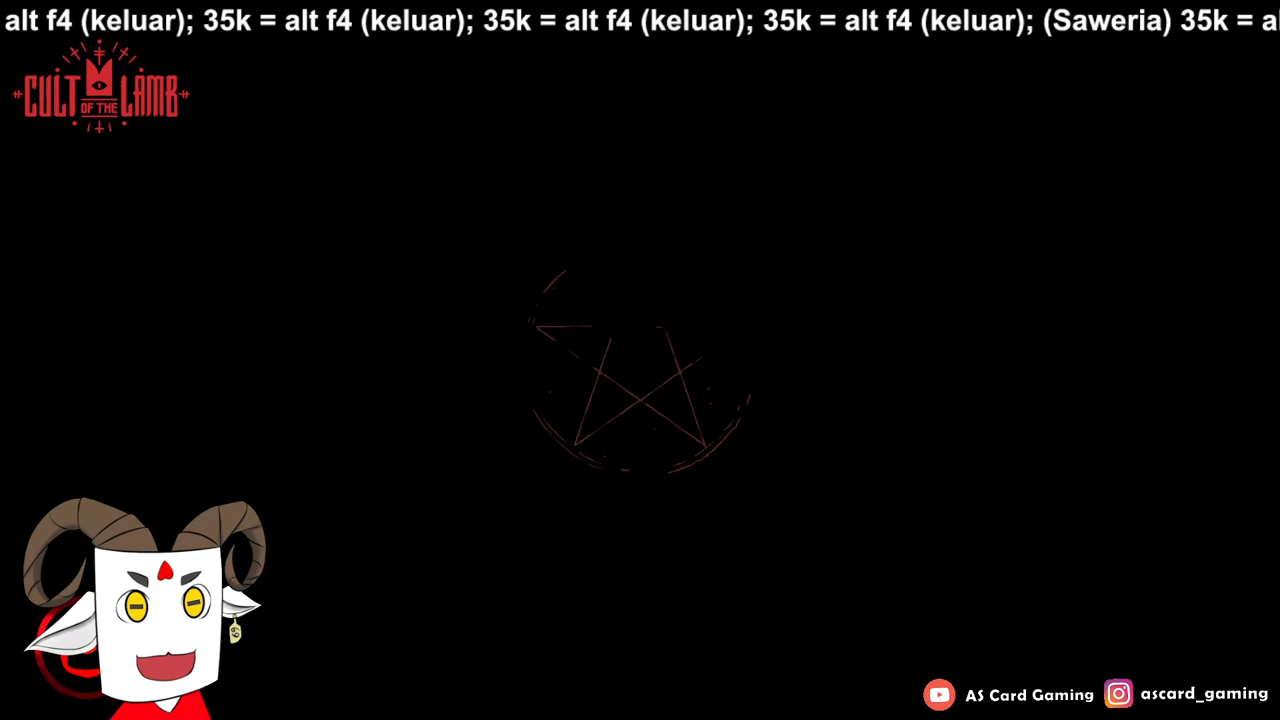 alt f4 (keluar); 35k = alt f4 (keluar); 35k = alt f4 (keluar); 35k = alt f4 (keluar); (Saweria) 35k = al
CULT OF THE LAMB
AS Card Gaming
ascard_gaming